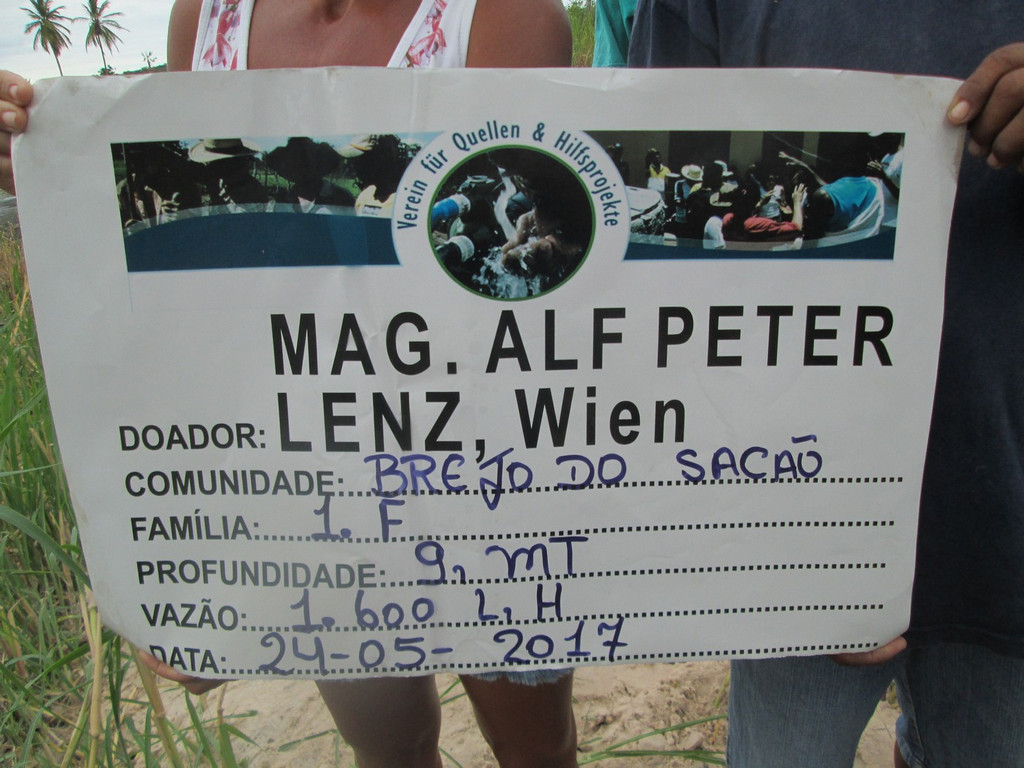 Verein für Quellen & Hilfsprojekte
MAG. ALF PETER
DOADOR: LENZ, Wien
COMUNIDADE: BREJO DO SACAÕ
FAMÍLIA: 1. F
PROFUNDIDADE: 9, MT
VAZÃO: 1.600 L, H
DATA: 24-05-2017